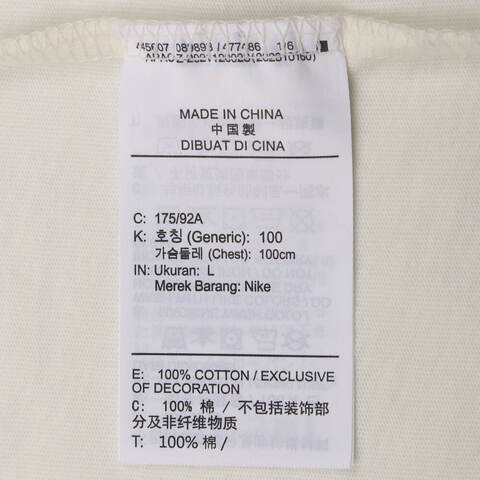 1/6
MADE IN CHINA
中国製
DIBUAT DI CINA
C: 175/92A
K: 호칭 (Generic): 100
가슴둘레 (Chest): 100cm
IN: Ukuran: L
Merek Barang: Nike
E: 100% COTTON / EXCLUSIVE
OF DECORATION
C: 100% 棉 / 不包括装饰部
分及非纤维物质
T: 100% 棉 /